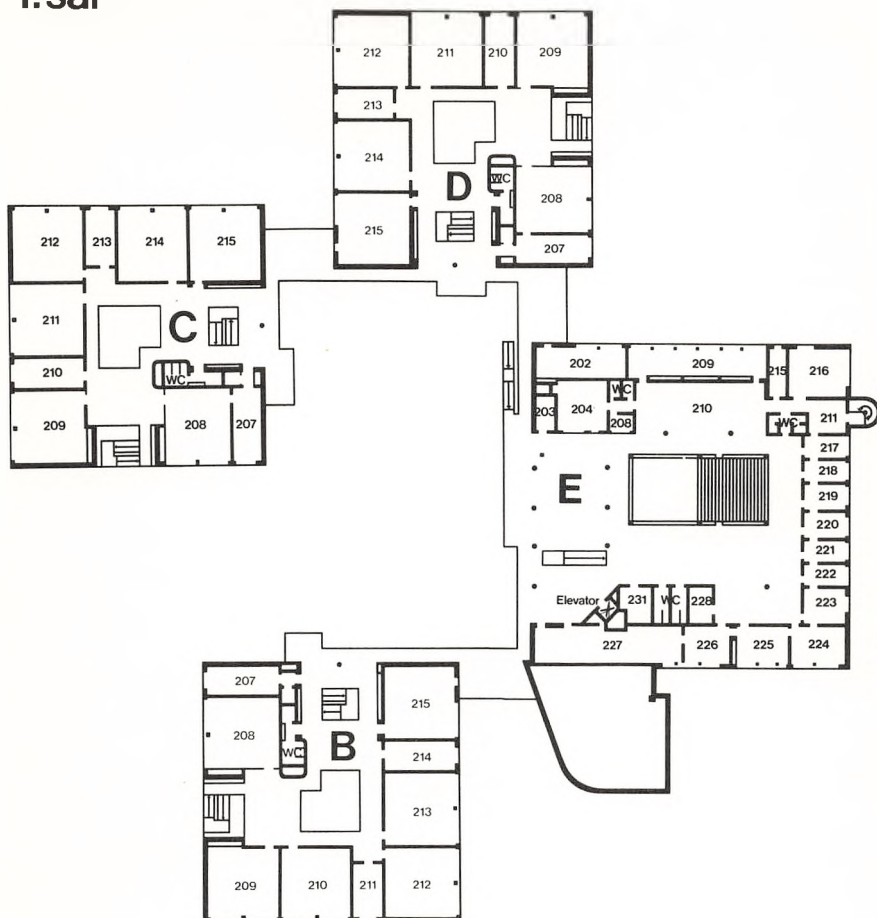 1. sal
212 211 210 209
213
214
D
WC
208
215
207
212 213 214 215
211
C
210
WC
209
208 207
202 209 215 216
203 204 WC
208
210
211
WC
217
218
E
219
220
221
222
Elevator 231 WC 228
223
227 226 225 224
207
215
208
B
WC
214
213
209 210 211 212